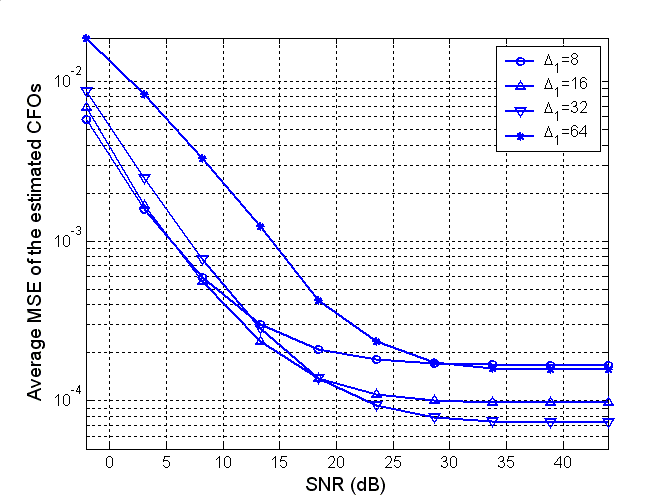 Δ1=8
Δ1=16
Δ1=32
Δ1=64
10-2
10-3
10-4
Average MSE of the estimated CFOs
0 5 10 15 20 25 30 35 40
SNR (dB)